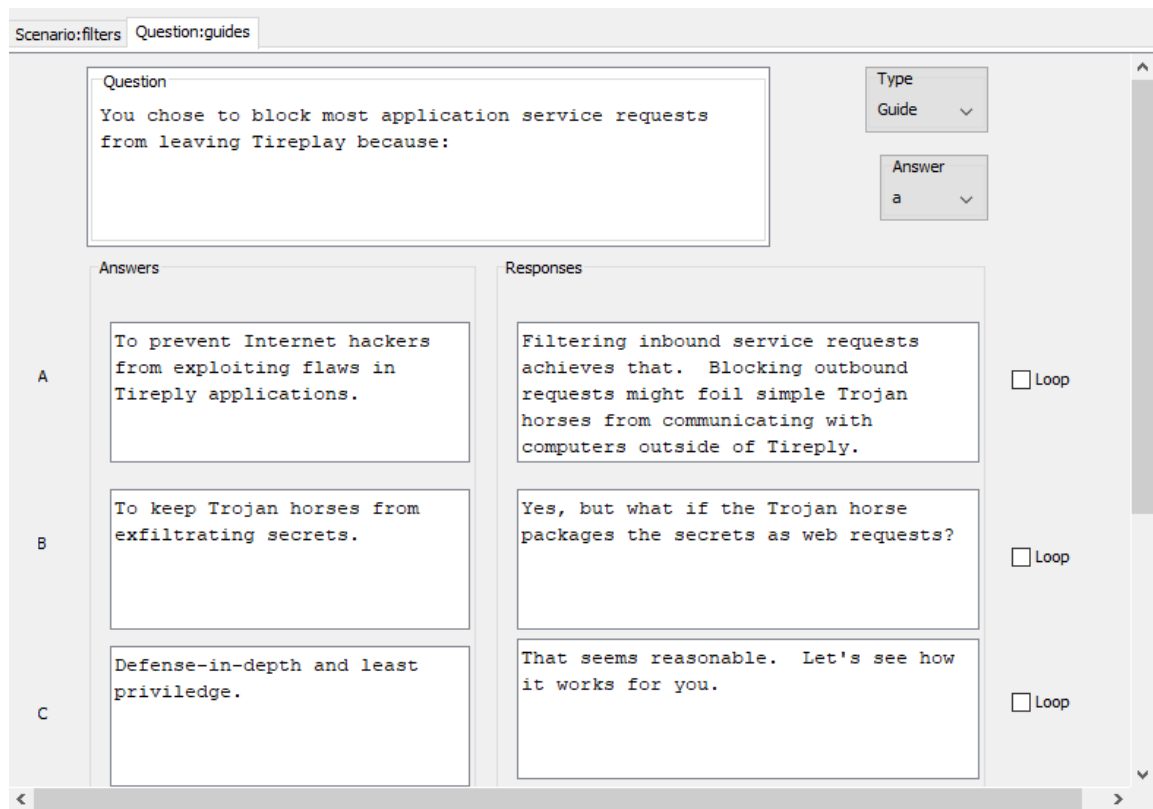 Scenario:filters Question:guides
Question
You chose to block most application service requests
from leaving Tireplay because:
Type
Guide
Answer
a
Answers
Responses
A
To prevent Internet hackers
from exploiting flaws in
Tireply applications.
Filtering inbound service requests
achieves that.  Blocking outbound
requests might foil simple Trojan
horses from communicating with
computers outside of Tireply.
Loop
B
To keep Trojan horses from
exfiltrating secrets.
Yes, but what if the Trojan horse
packages the secrets as web requests?
Loop
C
Defense-in-depth and least
priviledge.
That seems reasonable.  Let's see how
it works for you.
Loop